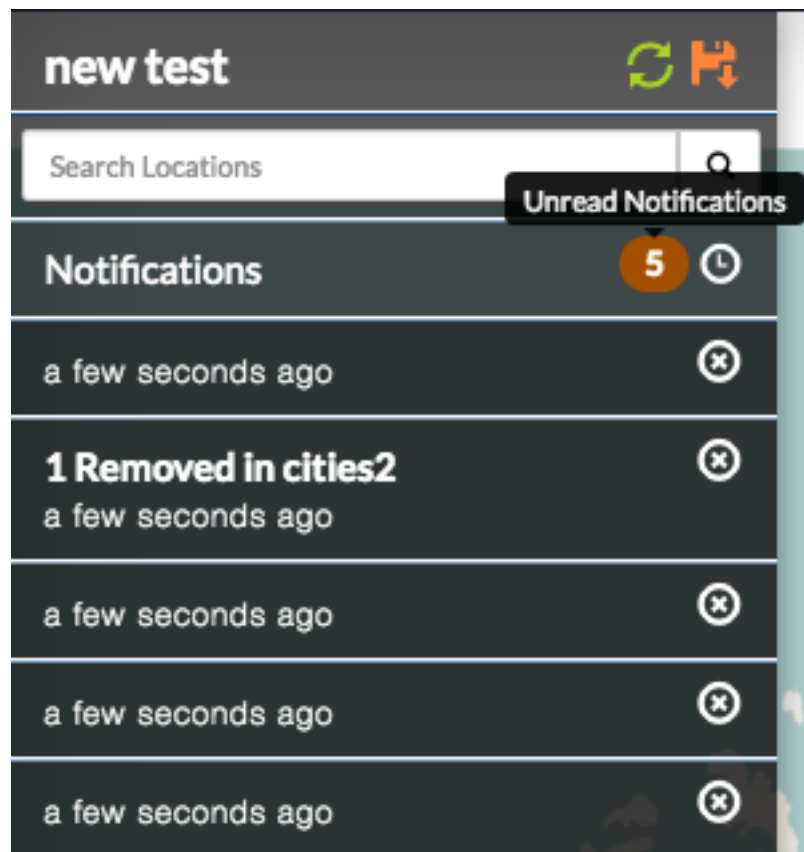 new test
Search Locations
Unread Notifications
Notifications 5
a few seconds ago
1 Removed in cities2
a few seconds ago
a few seconds ago
a few seconds ago
a few seconds ago